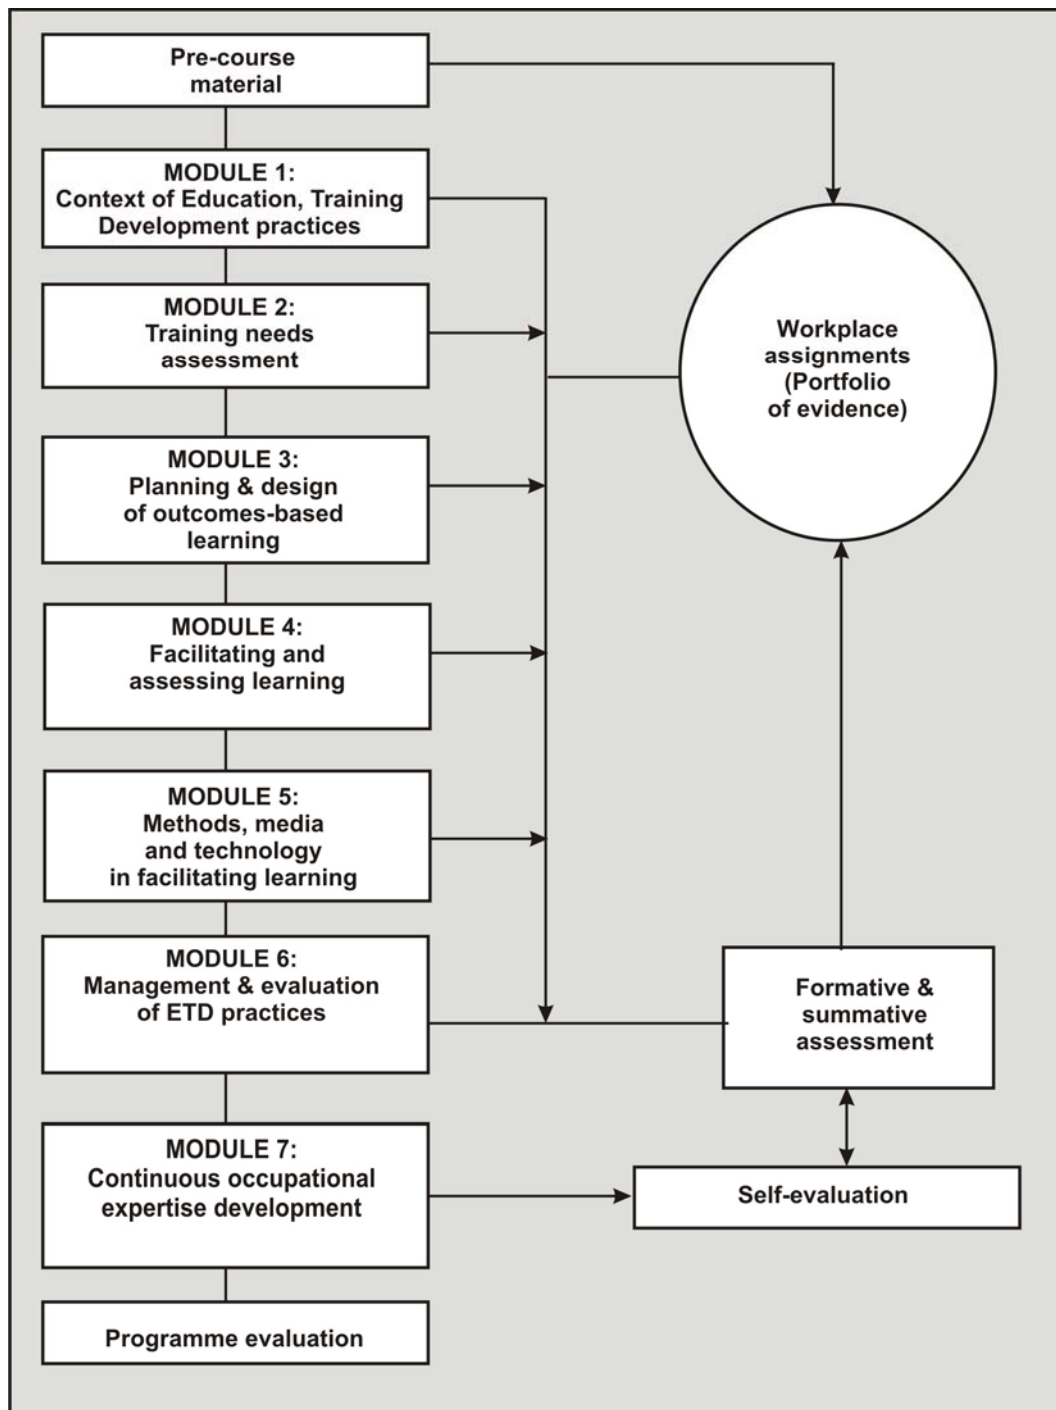 Pre-course
material
MODULE 1:
Context of Education, Training
Development practices
MODULE 2:
Training needs
assessment
MODULE 3:
Planning & design
of outcomes-based
learning
MODULE 4:
Facilitating and
assessing learning
MODULE 5:
Methods, media
and technology
in facilitating learning
MODULE 6:
Management & evaluation
of ETD practices
MODULE 7:
Continuous occupational
expertise development
Programme evaluation
Workplace
assignments
(Portfolio
of evidence)
Formative &
summative
assessment
Self-evaluation